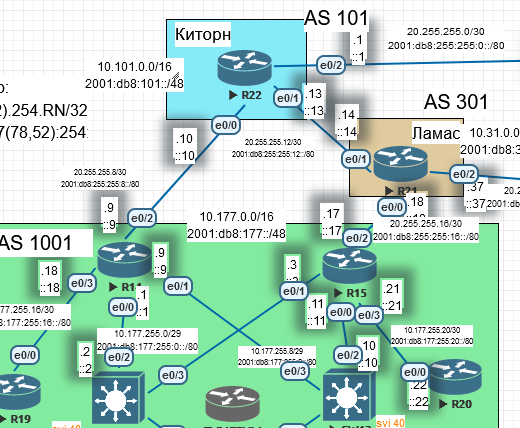 AS 101
Киторн
.1
::1
20.255.255.0/30
2001:db8:255:255:0::/80
e0/2
10.101.0.0/16
2001:db8:101::/48
р:
2).254.RN/32
7(78,52):254:
R22
e0/1
.13
::13
AS 301
.14
::14
e0/0
.10
::10
20.255.255.12/30
2001:db8:255:255:12::/80
Ламас
10.31.0.0
2001:db8:3
e0/1
R21
e0/2
.37
::37
20.2
2001:db
20.255.255.8/30
2001:db8:255:255:8::/80
e0/0
.18
.9
::9
e0/2
10.177.0.0/16
2001:db8:177::/48
.17
::17
20.255.255.16/30
2001:db8:255:255:16::/80
e0/2
AS 1001
.9
::9
.18
::18
e0/3
R14
e0/1
.3
e0/1
R15
.21
::21
77.255.16/30
8:177:255:16::/80
e0/0
.1
::1
.11
::11
e0/0
e0/3
10.177.255.0/29
2001:db8:177:255:0::/80
10.177.255.20/30
2001:db8:177:255:20::/80
e0/0
.2
::2
e0/2
e0/3
10.177.255.8/29
e0/3
e0/2
10
::10
e0/0
.22
::22
R20
R19
svi 40
svi 40